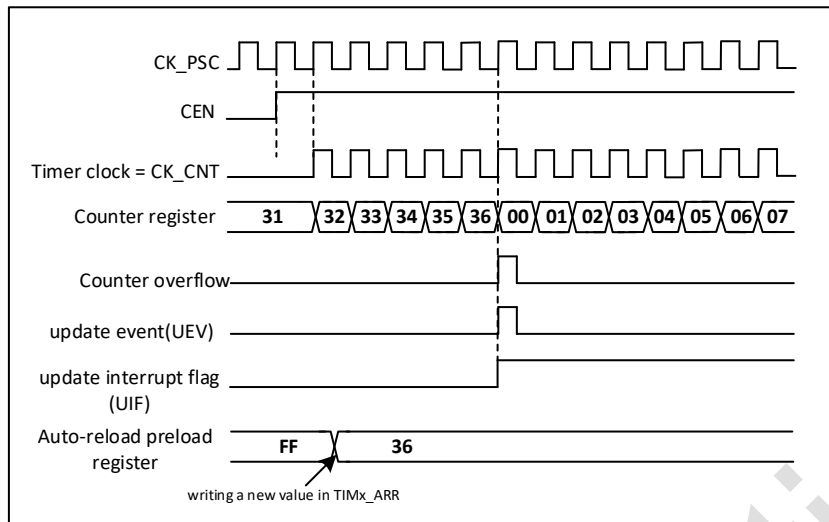 CK_PSC
CEN
Timer clock = CK_CNT
Counter register
31 32 33 34 35 36 00 01 02 03 04 05 06 07
Counter overflow
update event(UEV)
update interrupt flag
(UIF)
Auto-reload preload
register
FF 36
writing a new value in TIMx_ARR